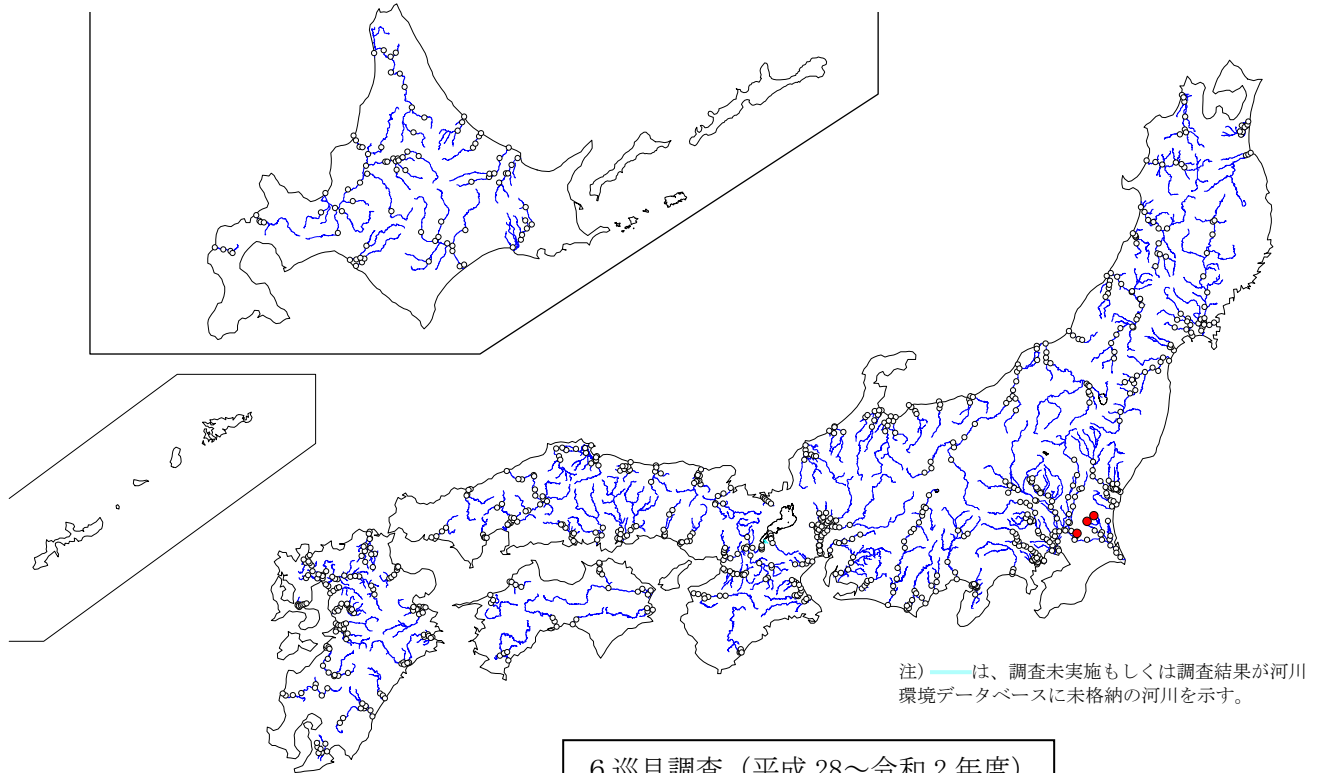 注) は、調査未実施もしくは調査結果が河川
環境データベースに未格納の河川を示す。
6 巡目調査（平成 28～令和 2 年度）